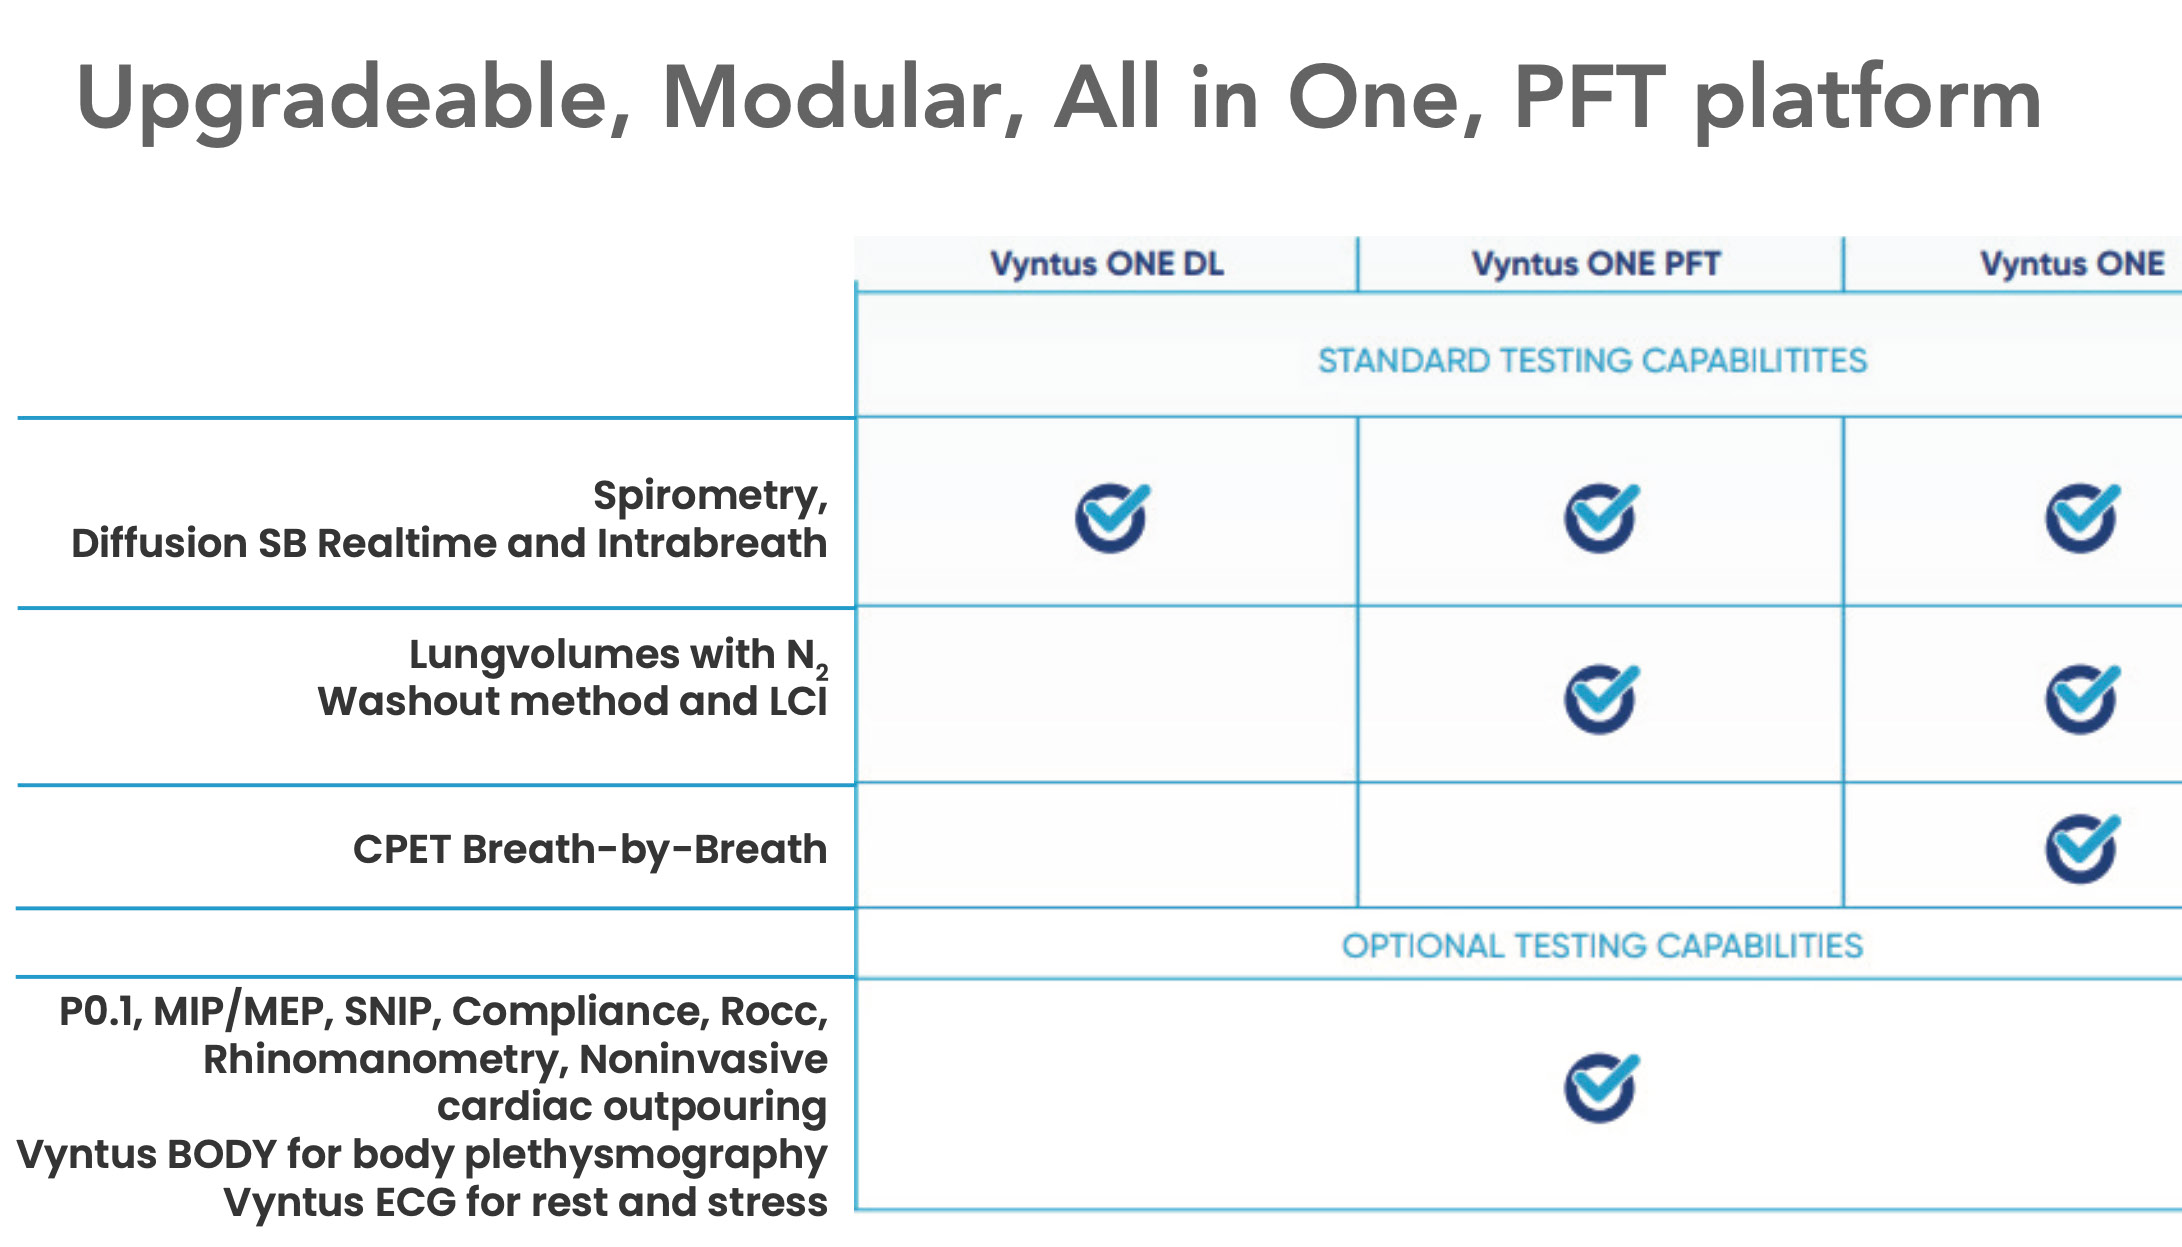 Upgradeable, Modular, All in One, PFT platform
Vyntus ONE DL
Vyntus ONE PFT
Vyntus ONE
STANDARD TESTING CAPABILITITES
Spirometry,
Diffusion SB Realtime and Intrabreath
Lungvolumes with N₂
Washout method and LCI
CPET Breath-by-Breath
OPTIONAL TESTING CAPABILITIES
P0.1, MIP/MEP, SNIP, Compliance, Rocc,
Rhinomanometry, Noninvasive
cardiac outpouring
Vyntus BODY for body plethysmography
Vyntus ECG for rest and stress